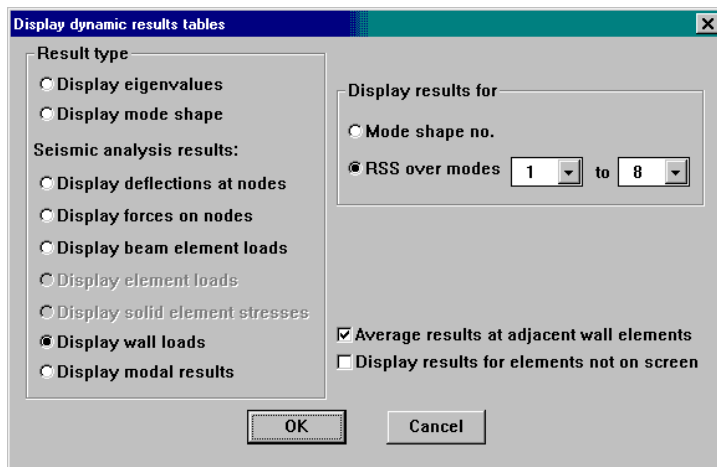 Display dynamic results tables
Result type
Display eigenvalues
Display mode shape
Seismic analysis results:
Display deflections at nodes
Display forces on nodes
Display beam element loads
Display element loads
Display solid element stresses
Display wall loads
Display modal results
Display results for
Mode shape no.
RSS over modes 1 to 8
Average results at adjacent wall elements
Display results for elements not on screen
OK Cancel